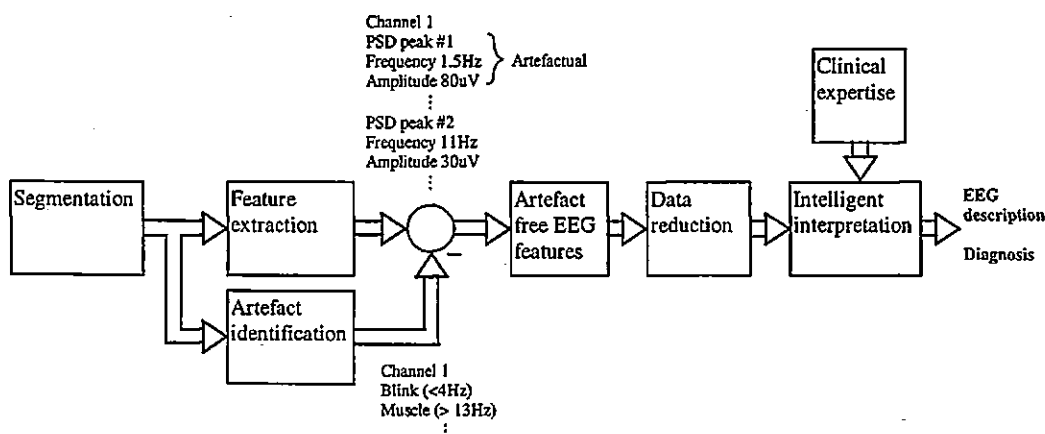 Channel 1
PSD peak #1
Frequency 1.5Hz
Amplitude 80uV
Artefactual
PSD peak #2
Frequency 11Hz
Amplitude 30uV
Clinical
expertise
Segmentation
Feature
extraction
Artefact
free EEG
features
Data
reduction
Intelligent
interpretation
EEG
description
Diagnosis
−
Artefact
identification
Channel 1
Blink (<4Hz)
Muscle (> 13Hz)